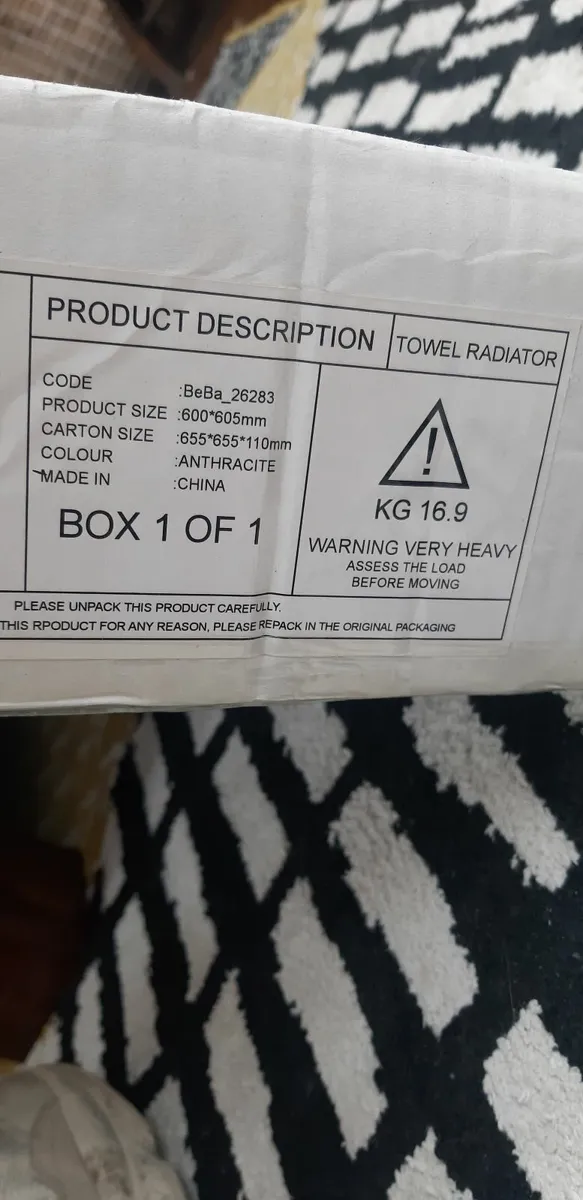 PRODUCT DESCRIPTION
TOWEL RADIATOR
CODE :BeBa_26283
PRODUCT SIZE :600*605mm
CARTON SIZE :655*655*110mm
COLOUR :ANTHRACITE
MADE IN :CHINA
BOX 1 OF 1
!
KG 16.9
WARNING VERY HEAVY
ASSESS THE LOAD
BEFORE MOVING
PLEASE UNPACK THIS PRODUCT CAREFULLY.
THIS RPODUCT FOR ANY REASON, PLEASE REPACK IN THE ORIGINAL PACKAGING